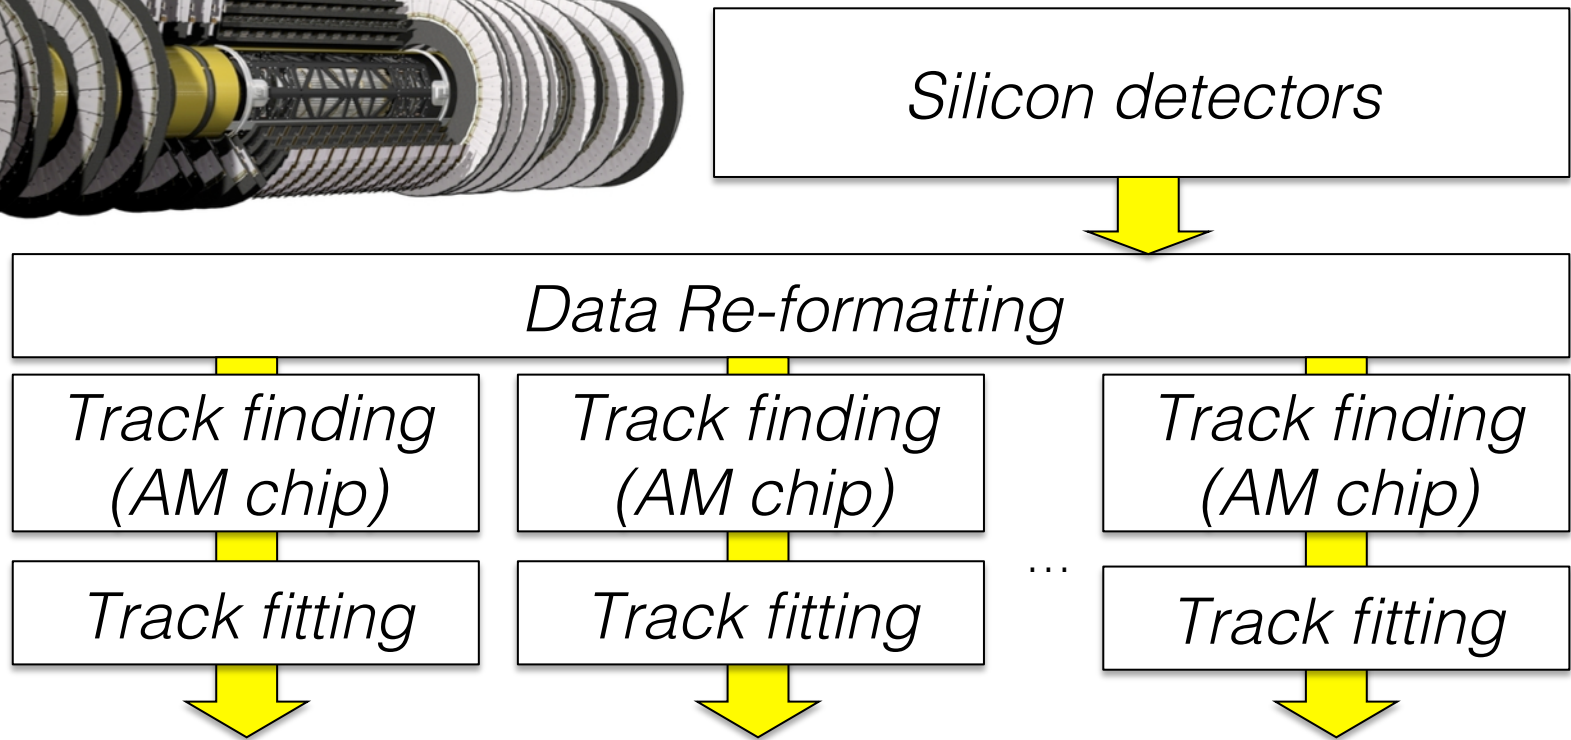 Silicon detectors
Data Re-formatting
Track finding
(AM chip)
Track finding
(AM chip)
Track finding
(AM chip)
Track fitting
Track fitting
...
Track fitting